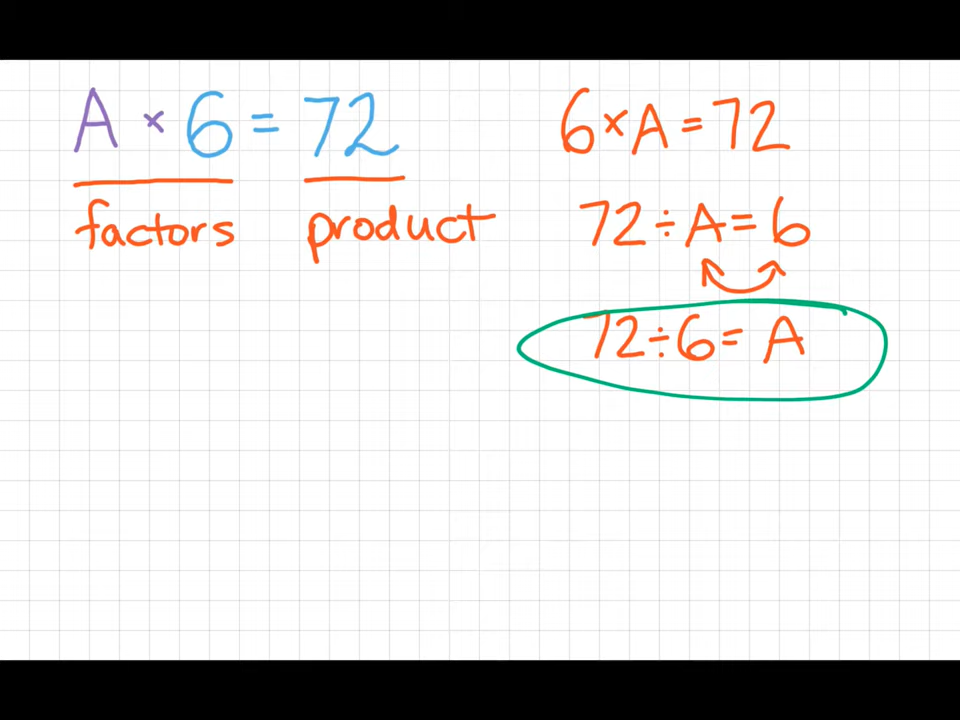 A × 6 = 72
factors product
6 × A = 72
72 ÷ A = 6
72 ÷ 6 = A